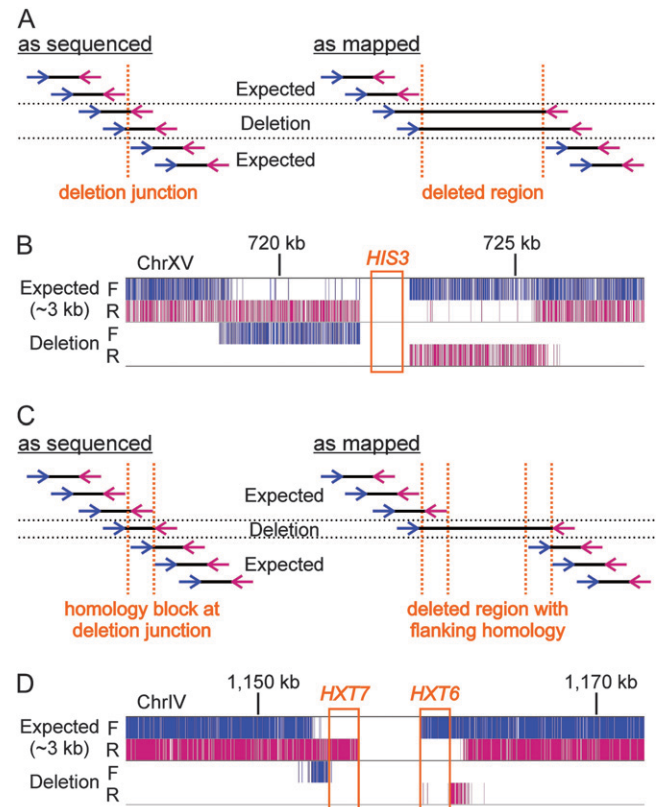 A
as sequenced as mapped
Expected
Deletion
Expected
deletion junction deleted region
B
720 kb 725 kb
ChrXV HIS3
Expected F
(~3 kb) R
Deletion F
R
C
as sequenced as mapped
Expected
Deletion
Expected
homology block at deleted region with
deletion junction flanking homology
D
1,150 kb HXT7 HXT6 1,170 kb
ChrIV
Expected F
(~3 kb) R
Deletion F
R